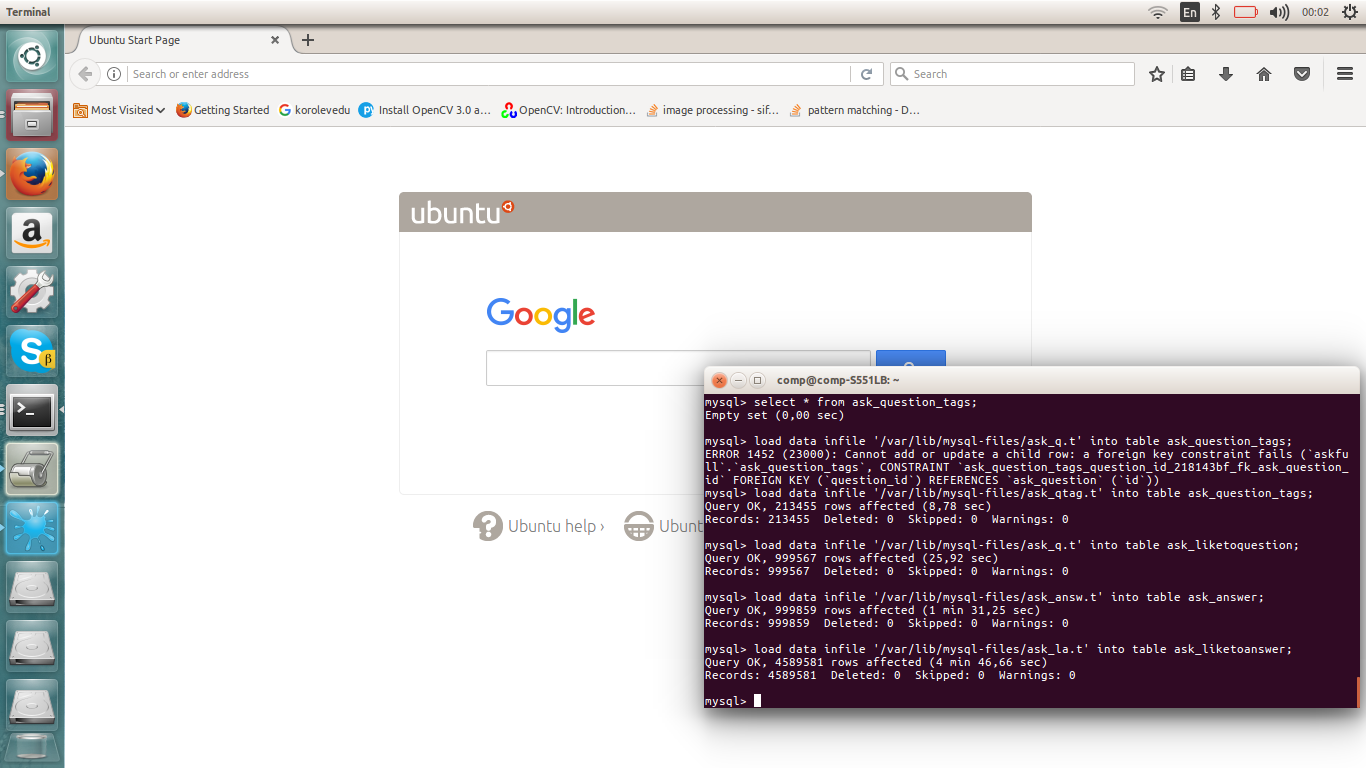 Terminal
En
00:02
Ubuntu Start Page
Search or enter address
Search
Most Visited
Getting Started
korolevedu
Install OpenCV 3.0 a...
OpenCV: Introduction...
image processing - sif...
pattern matching - D...
ubuntu
Google
Ubuntu help ›
Ubunt
comp@comp-S551LB: ~
mysql> select * from ask_question_tags;
Empty set (0,00 sec)
mysql> load data infile '/var/lib/mysql-files/ask_q.t' into table ask_question_tags;
ERROR 1452 (23000): Cannot add or update a child row: a foreign key constraint fails (`askfu
ll`.`ask_question_tags`, CONSTRAINT `ask_question_tags_question_id_218143bf_fk_ask_question_
id` FOREIGN KEY (`question_id`) REFERENCES `ask_question` (`id`))
mysql> load data infile '/var/lib/mysql-files/ask_qtag.t' into table ask_question_tags;
Query OK, 213455 rows affected (8,78 sec)
Records: 213455  Deleted: 0  Skipped: 0  Warnings: 0
mysql> load data infile '/var/lib/mysql-files/ask_q.t' into table ask_liketoquestion;
Query OK, 999567 rows affected (25,92 sec)
Records: 999567  Deleted: 0  Skipped: 0  Warnings: 0
mysql> load data infile '/var/lib/mysql-files/ask_answ.t' into table ask_answer;
Query OK, 999859 rows affected (1 min 31,25 sec)
Records: 999859  Deleted: 0  Skipped: 0  Warnings: 0
mysql> load data infile '/var/lib/mysql-files/ask_la.t' into table ask_liketoanswer;
Query OK, 4589581 rows affected (4 min 46,66 sec)
Records: 4589581  Deleted: 0  Skipped: 0  Warnings: 0
mysql>